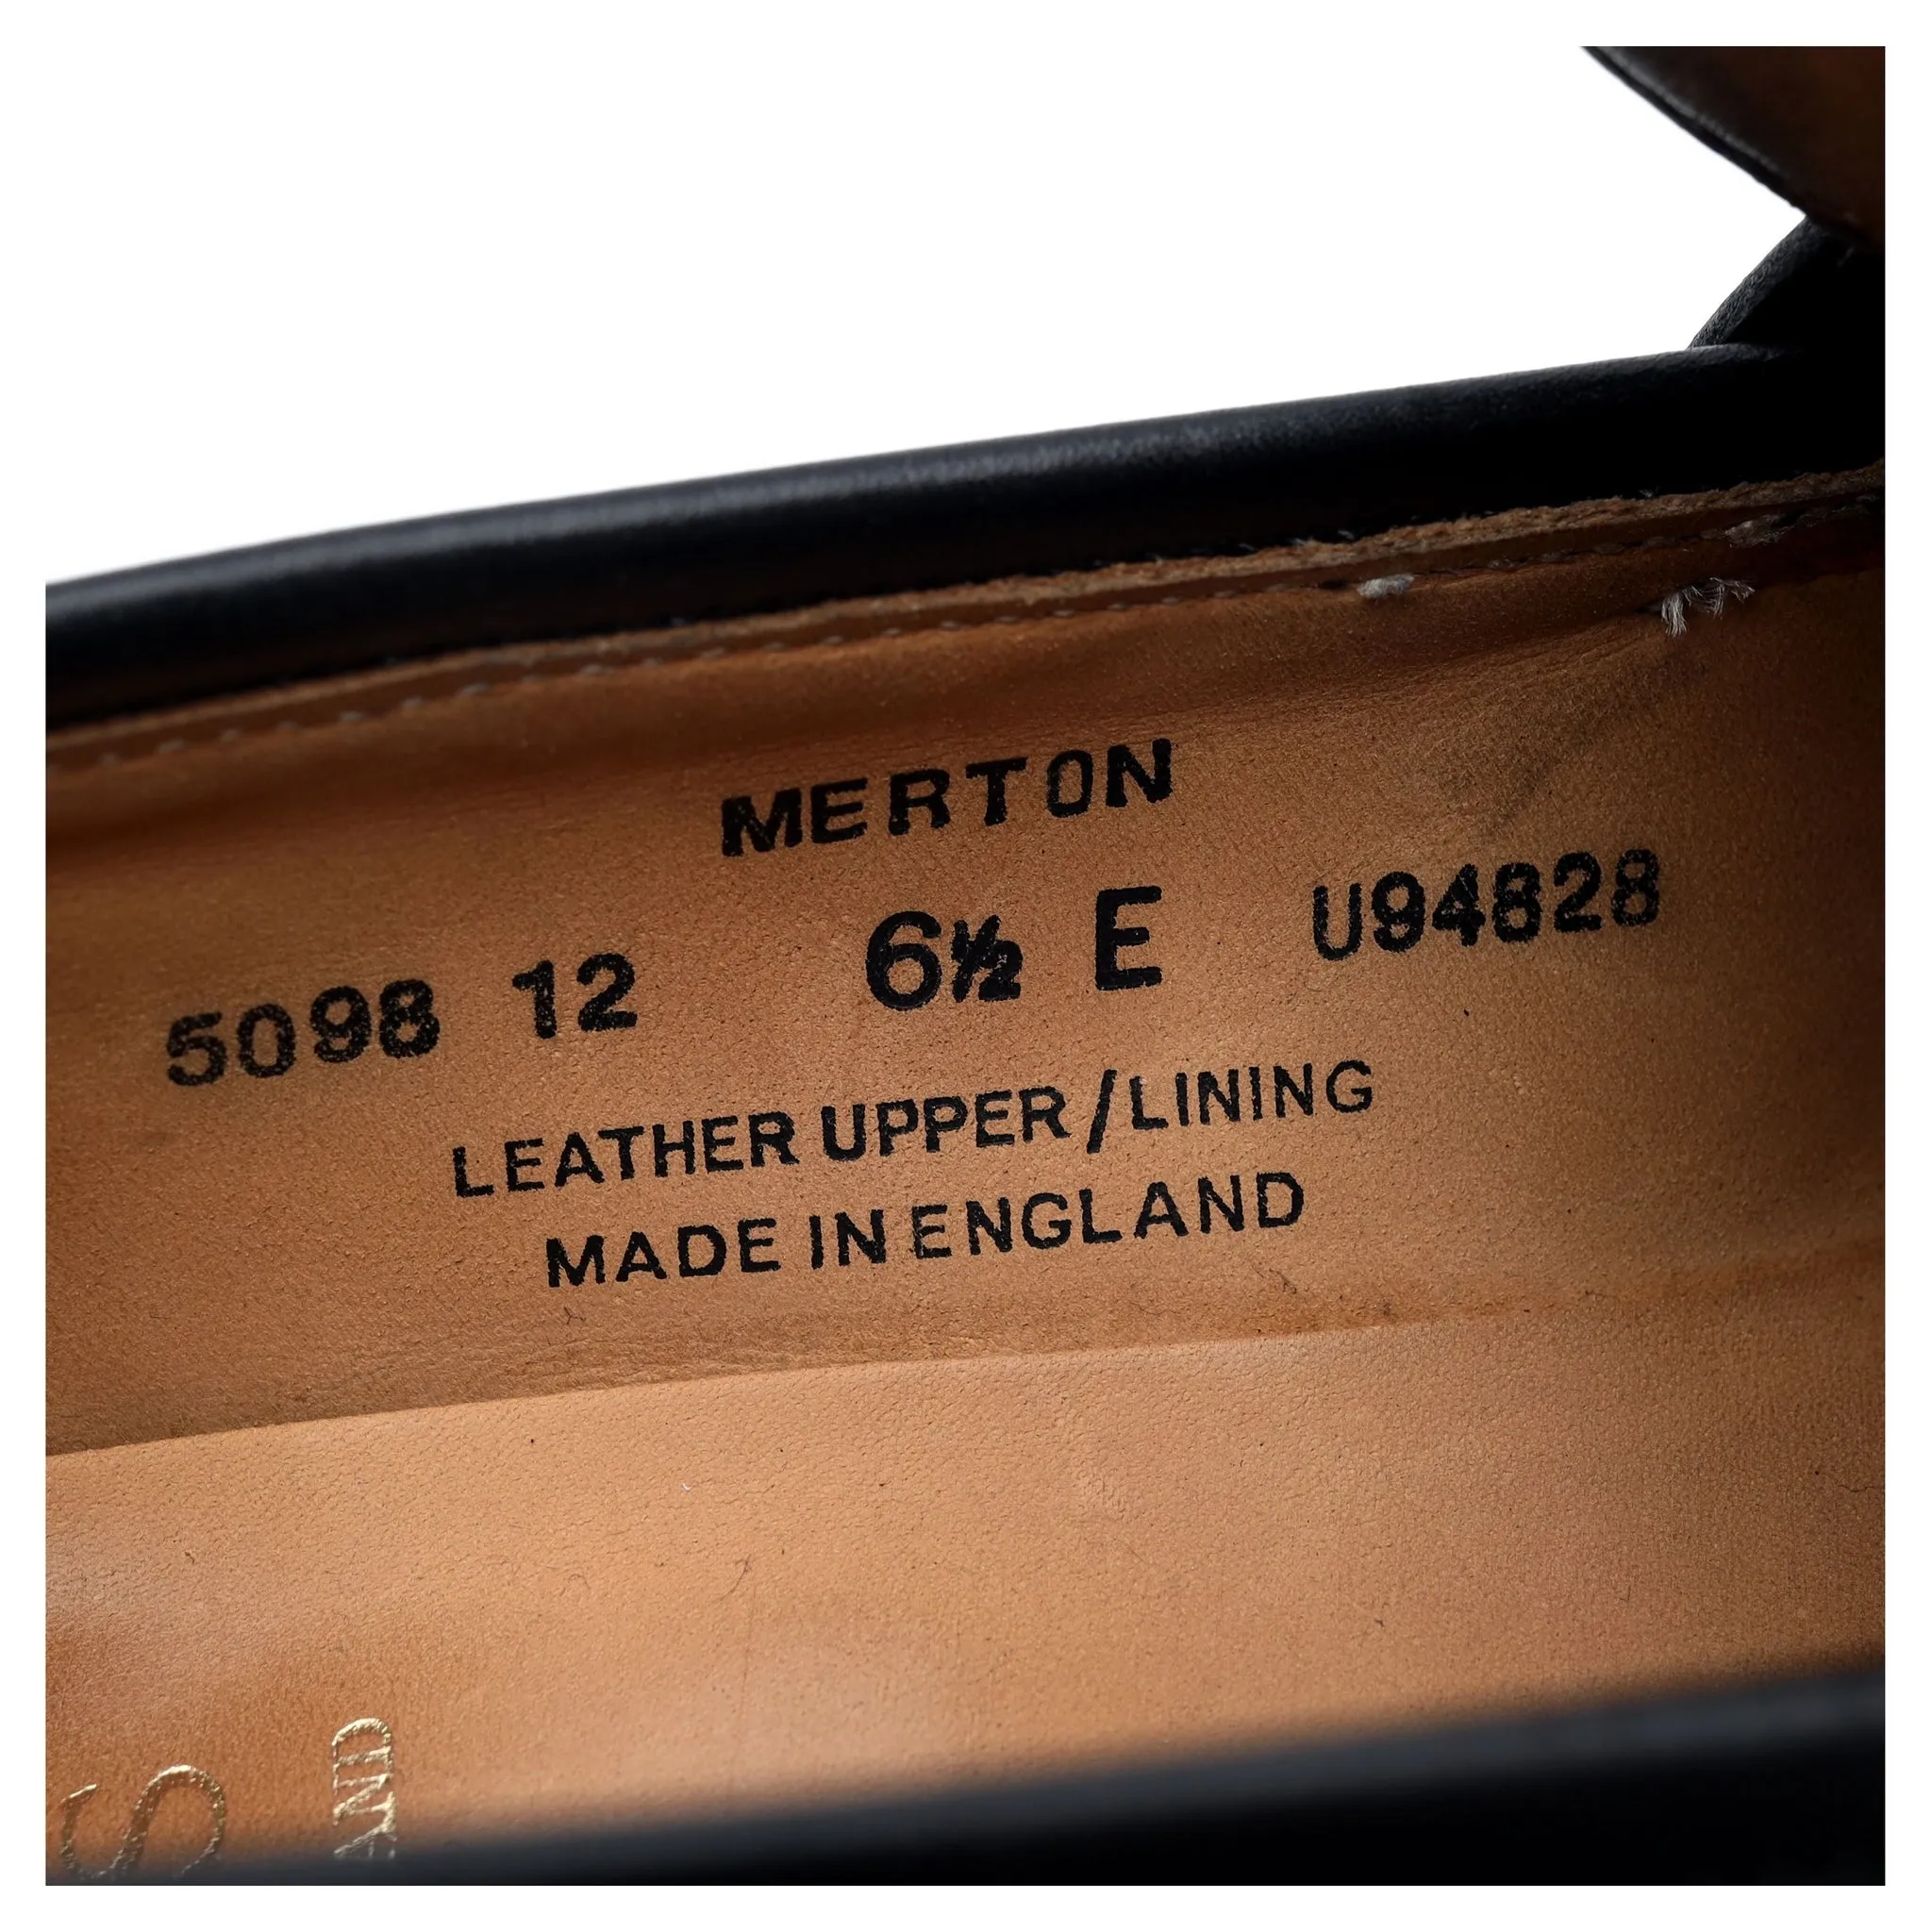 MERTON
5098 12 6½ E U94828
LEATHER UPPER/LINING
MADE IN ENGLAND